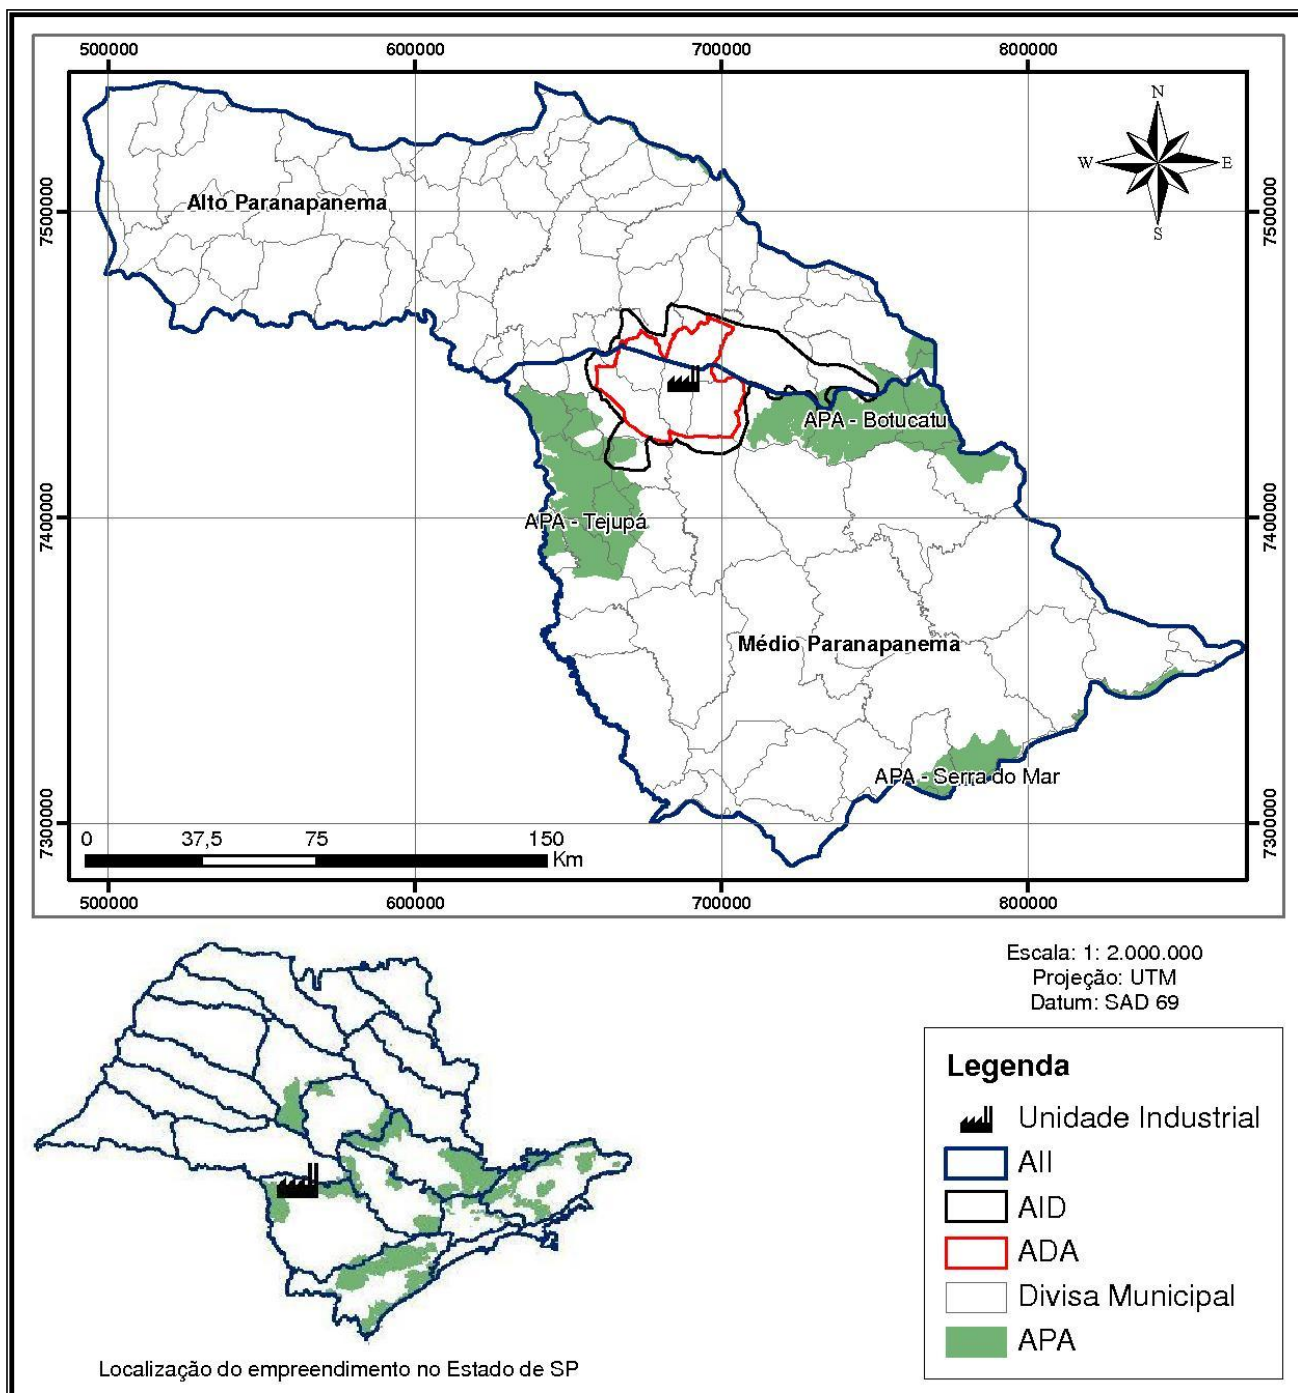 500000 600000 700000 800000
N
W E
S
7500000 7500000
Alto Paranapanema
APA - Botucatu
7400000 7400000
APA - Tejupá
Médio Paranapanema
APA - Serra do Mar
7300000 7300000
0 37,5 75 150
Km
500000 600000 700000 800000
Escala: 1: 2.000.000
Projeção: UTM
Datum: SAD 69
Legenda
Unidade Industrial
AII
AID
ADA
Divisa Municipal
APA
Localização do empreendimento no Estado de SP